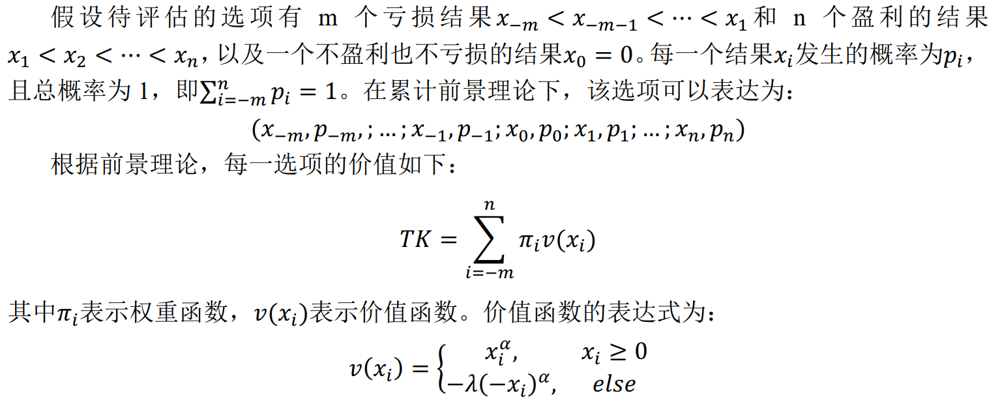 假设待评估的选项有 m 个亏损结果$x_{-m} < x_{-m-1} < \cdots < x_1$和 n 个盈利的结果
$x_1 < x_2 < \cdots < x_n$，以及一个不盈利也不亏损的结果$x_0 = 0$。每一个结果$x_i$发生的概率为$p_i$，
且总概率为 1，即$\sum_{i=-m}^{n} p_i = 1$。在累计前景理论下，该选项可以表达为：
$(x_{-m}, p_{-m}, ; \ldots ; x_{-1}, p_{-1}; x_0, p_0; x_1, p_1; \ldots ; x_n, p_n)$
根据前景理论，每一选项的价值如下：
$TK = \sum_{i=-m}^{n} \pi_i v(x_i)$
其中$\pi_i$表示权重函数，$v(x_i)$表示价值函数。价值函数的表达式为：
$v(x_i) = \begin{cases} x_i^{\alpha}, & x_i \geq 0 \\ -\lambda(-x_i)^{\alpha}, & else \end{cases}$